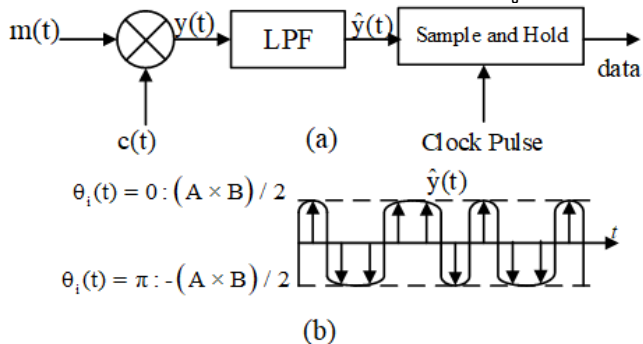 m(t) y(t) LPF ŷ(t) Sample and Hold data
c(t) (a) Clock Pulse
θᵢ(t) = 0 : (A × B) / 2 ŷ(t)
t
θᵢ(t) = π : -(A × B) / 2
(b)